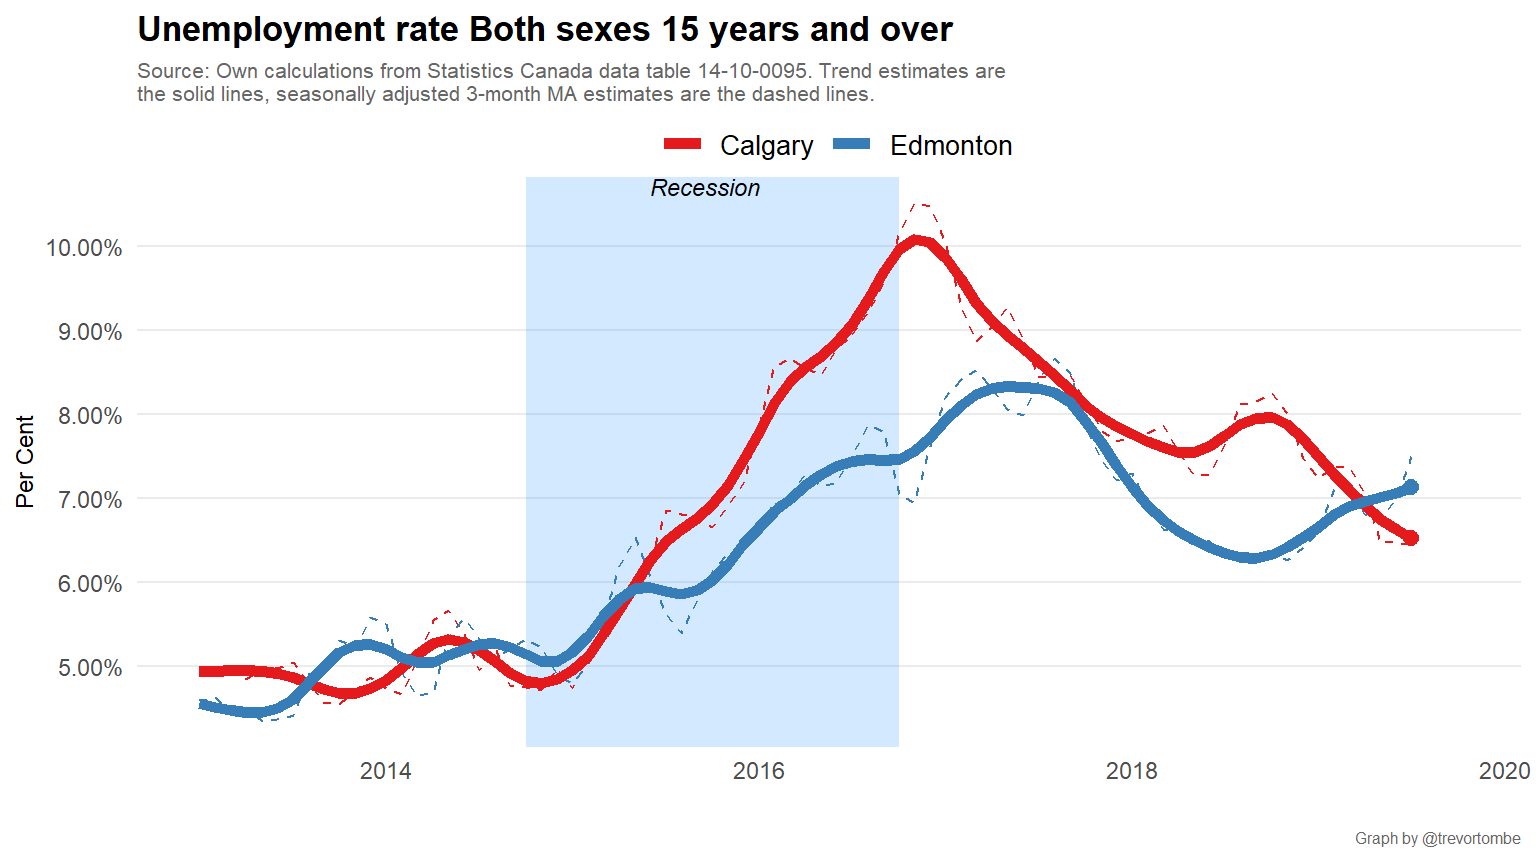 Unemployment rate Both sexes 15 years and over
Source: Own calculations from Statistics Canada data table 14-10-0095. Trend estimates are
the solid lines, seasonally adjusted 3-month MA estimates are the dashed lines.
Calgary Edmonton
Recession
10.00%
9.00%
8.00%
7.00%
6.00%
5.00%
Per Cent
2014 2016 2018 2020
Graph by @trevortombe